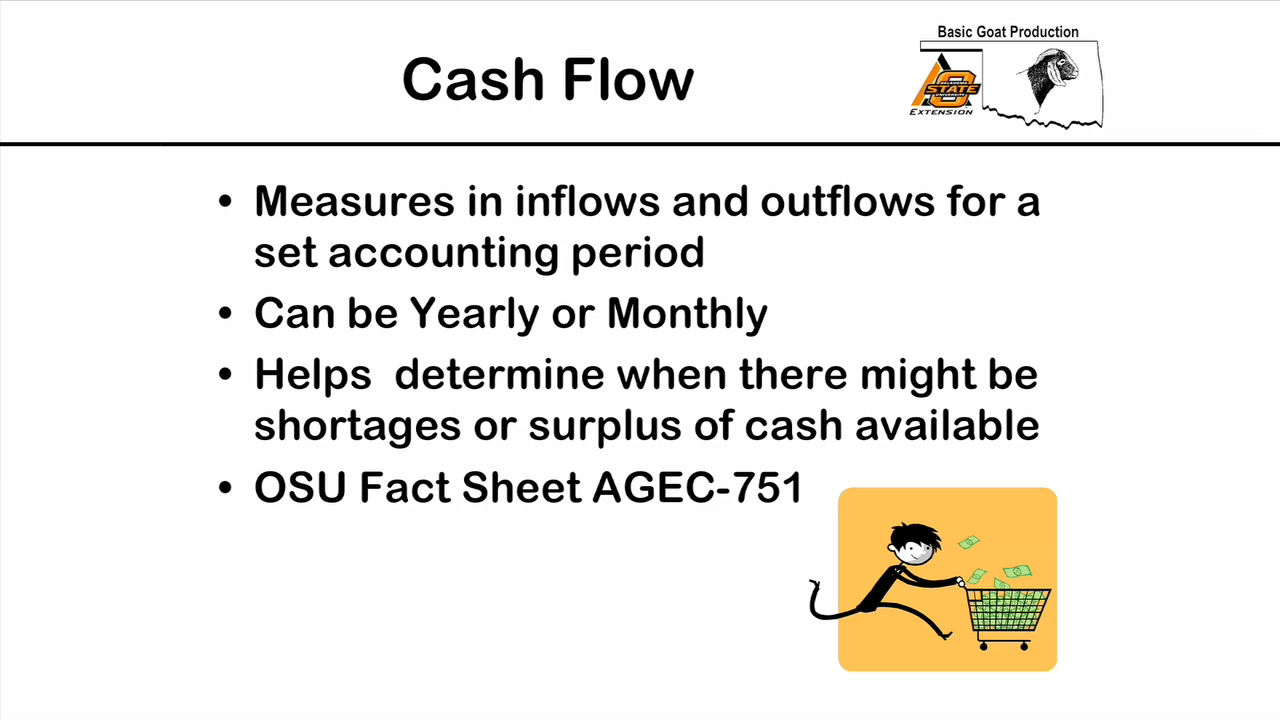 Basic Goat Production
Cash Flow
OKLAHOMA
STATE
UNIVERSITY
EXTENSION
• Measures in inflows and outflows for a
set accounting period
• Can be Yearly or Monthly
• Helps  determine when there might be
shortages or surplus of cash available
• OSU Fact Sheet AGEC-751